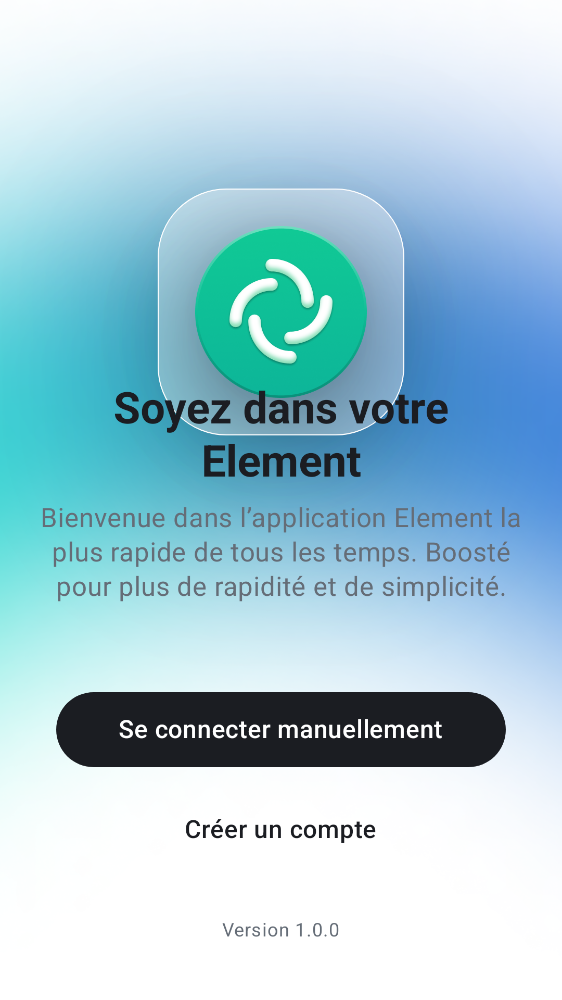 Soyez dans votre
Element
Bienvenue dans l’application Element la
plus rapide de tous les temps. Boosté
pour plus de rapidité et de simplicité.
Se connecter manuellement
Créer un compte
Version 1.0.0